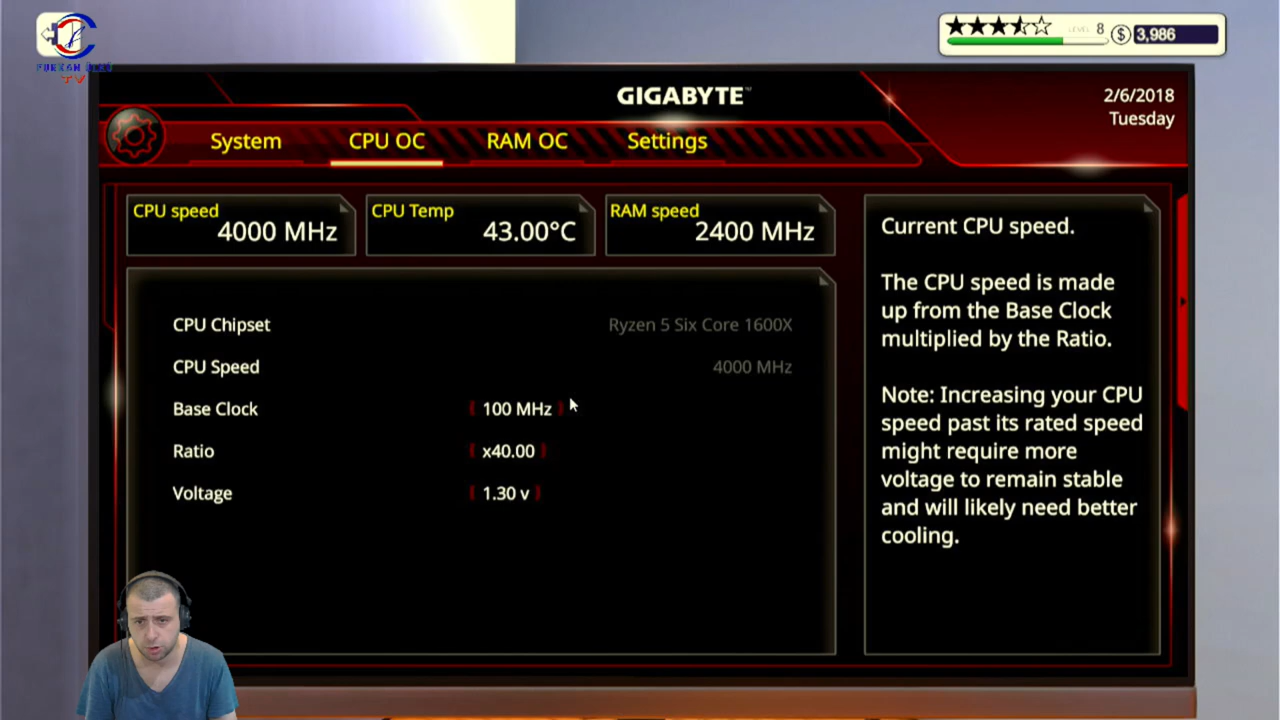 LEVEL 8
$ 3,986
GIGABYTE™
2/6/2018
Tuesday
System
CPU OC
RAM OC
Settings
CPU speed
4000 MHz
CPU Temp
43.00°C
RAM speed
2400 MHz
CPU Chipset
Ryzen 5 Six Core 1600X
CPU Speed
4000 MHz
Base Clock
100 MHz
Ratio
x40.00
Voltage
1.30 v
Current CPU speed.
The CPU speed is made
up from the Base Clock
multiplied by the Ratio.
Note: Increasing your CPU
speed past its rated speed
might require more
voltage to remain stable
and will likely need better
cooling.
TV